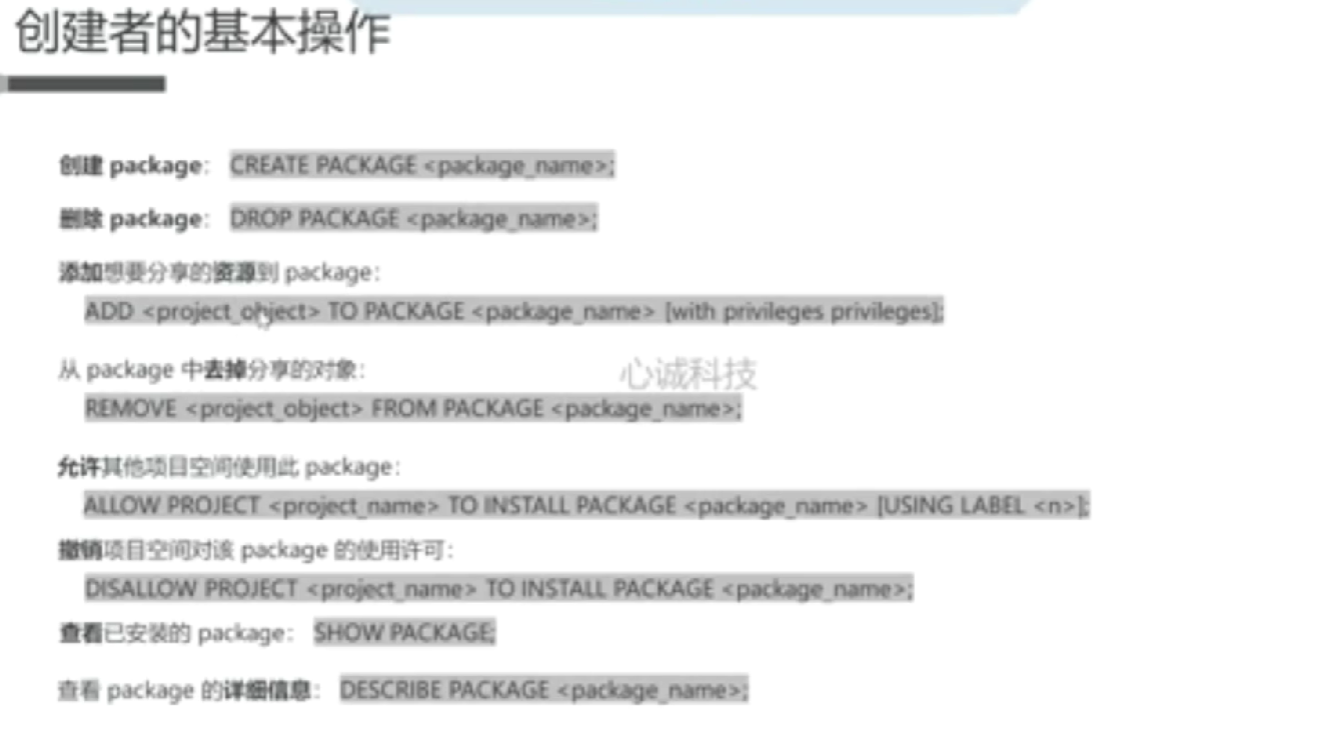 创建者的基本操作
创建 package： CREATE PACKAGE <package_name>;
删除 package： DROP PACKAGE <package_name>;
添加想要分享的资源到 package：
ADD <project_object> TO PACKAGE <package_name> [with privileges privileges];
从 package 中去掉分享的对象：
心诚科技
REMOVE <project_object> FROM PACKAGE <package_name>;
允许其他项目空间使用此 package：
ALLOW PROJECT <project_name> TO INSTALL PACKAGE <package_name> [USING LABEL <n>];
撤销项目空间对该 package 的使用许可：
DISALLOW PROJECT <project_name> TO INSTALL PACKAGE <package_name>;
查看已安装的 package： SHOW PACKAGE;
查看 package 的详细信息： DESCRIBE PACKAGE <package_name>;